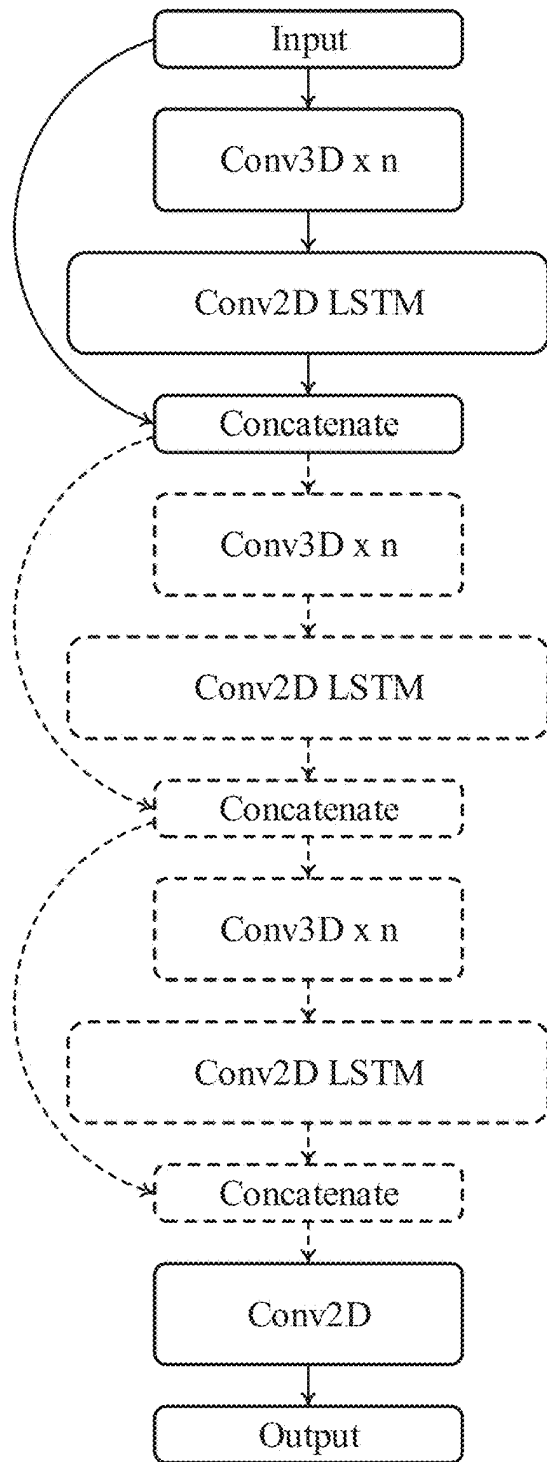 Input
Conv3D x n
Conv2D LSTM
Concatenate
Conv3D x n
Conv2D LSTM
Concatenate
Conv3D x n
Conv2D LSTM
Concatenate
Conv2D
Output